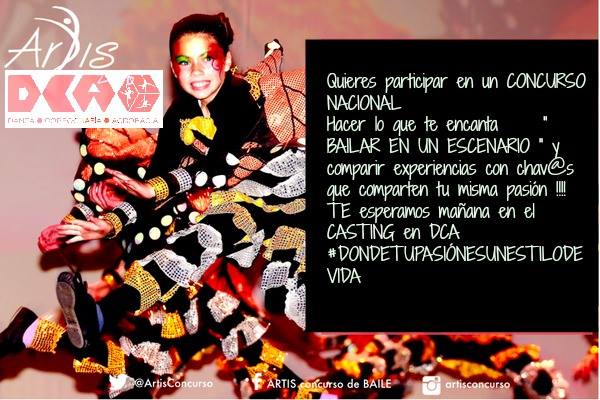 Artis
DCA
DANZA ● COREOGRAFÍA ● ACROBACIA
Quieres participar en un CONCURSO
NACIONAL
Hacer lo que te encanta "
BAILAR EN UN ESCENARIO " y
comparir experiencias con chav@s
que comparten tu misma pasión !!!!
TE esperamos mañana en el
CASTING en DCA
#DONDETUPASIÓNESUNESTILODE
VIDA
@ArtisConcurso
ARTIS.concurso de BAILE
artisconcurso